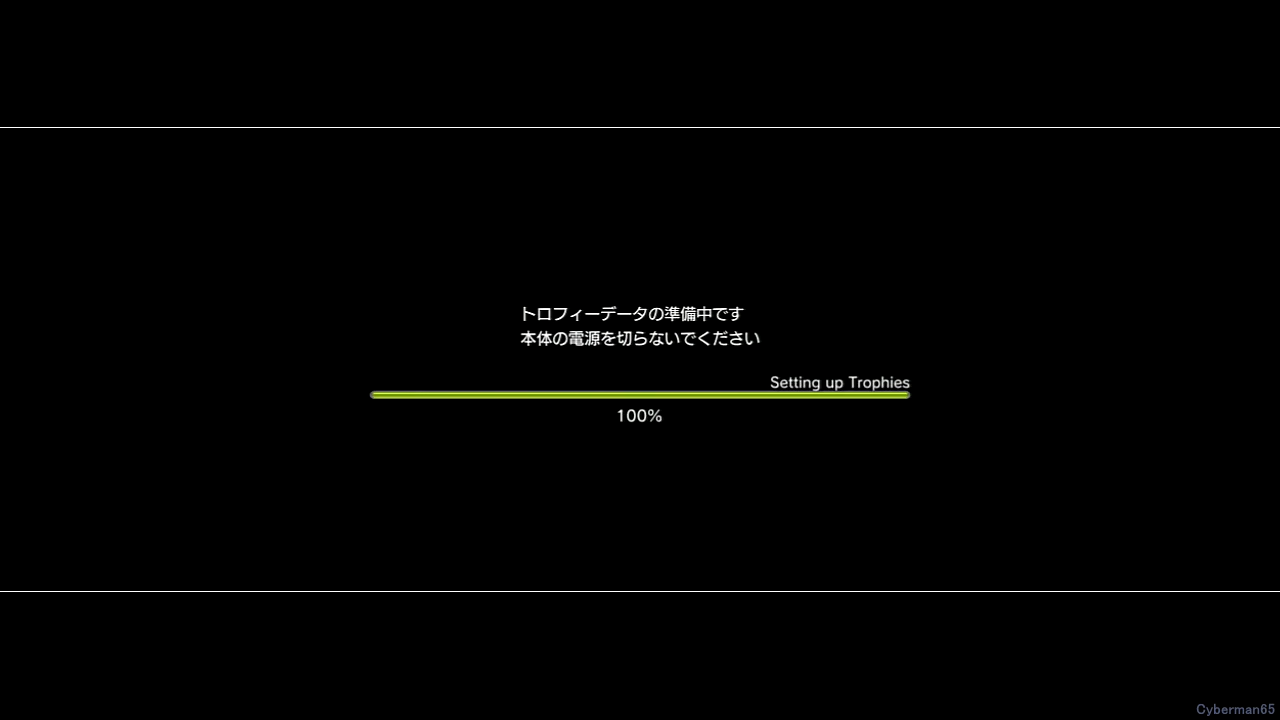 トロフィーデータの準備中です
本体の電源を切らないでください
Setting up Trophies
100%
Cyberman65